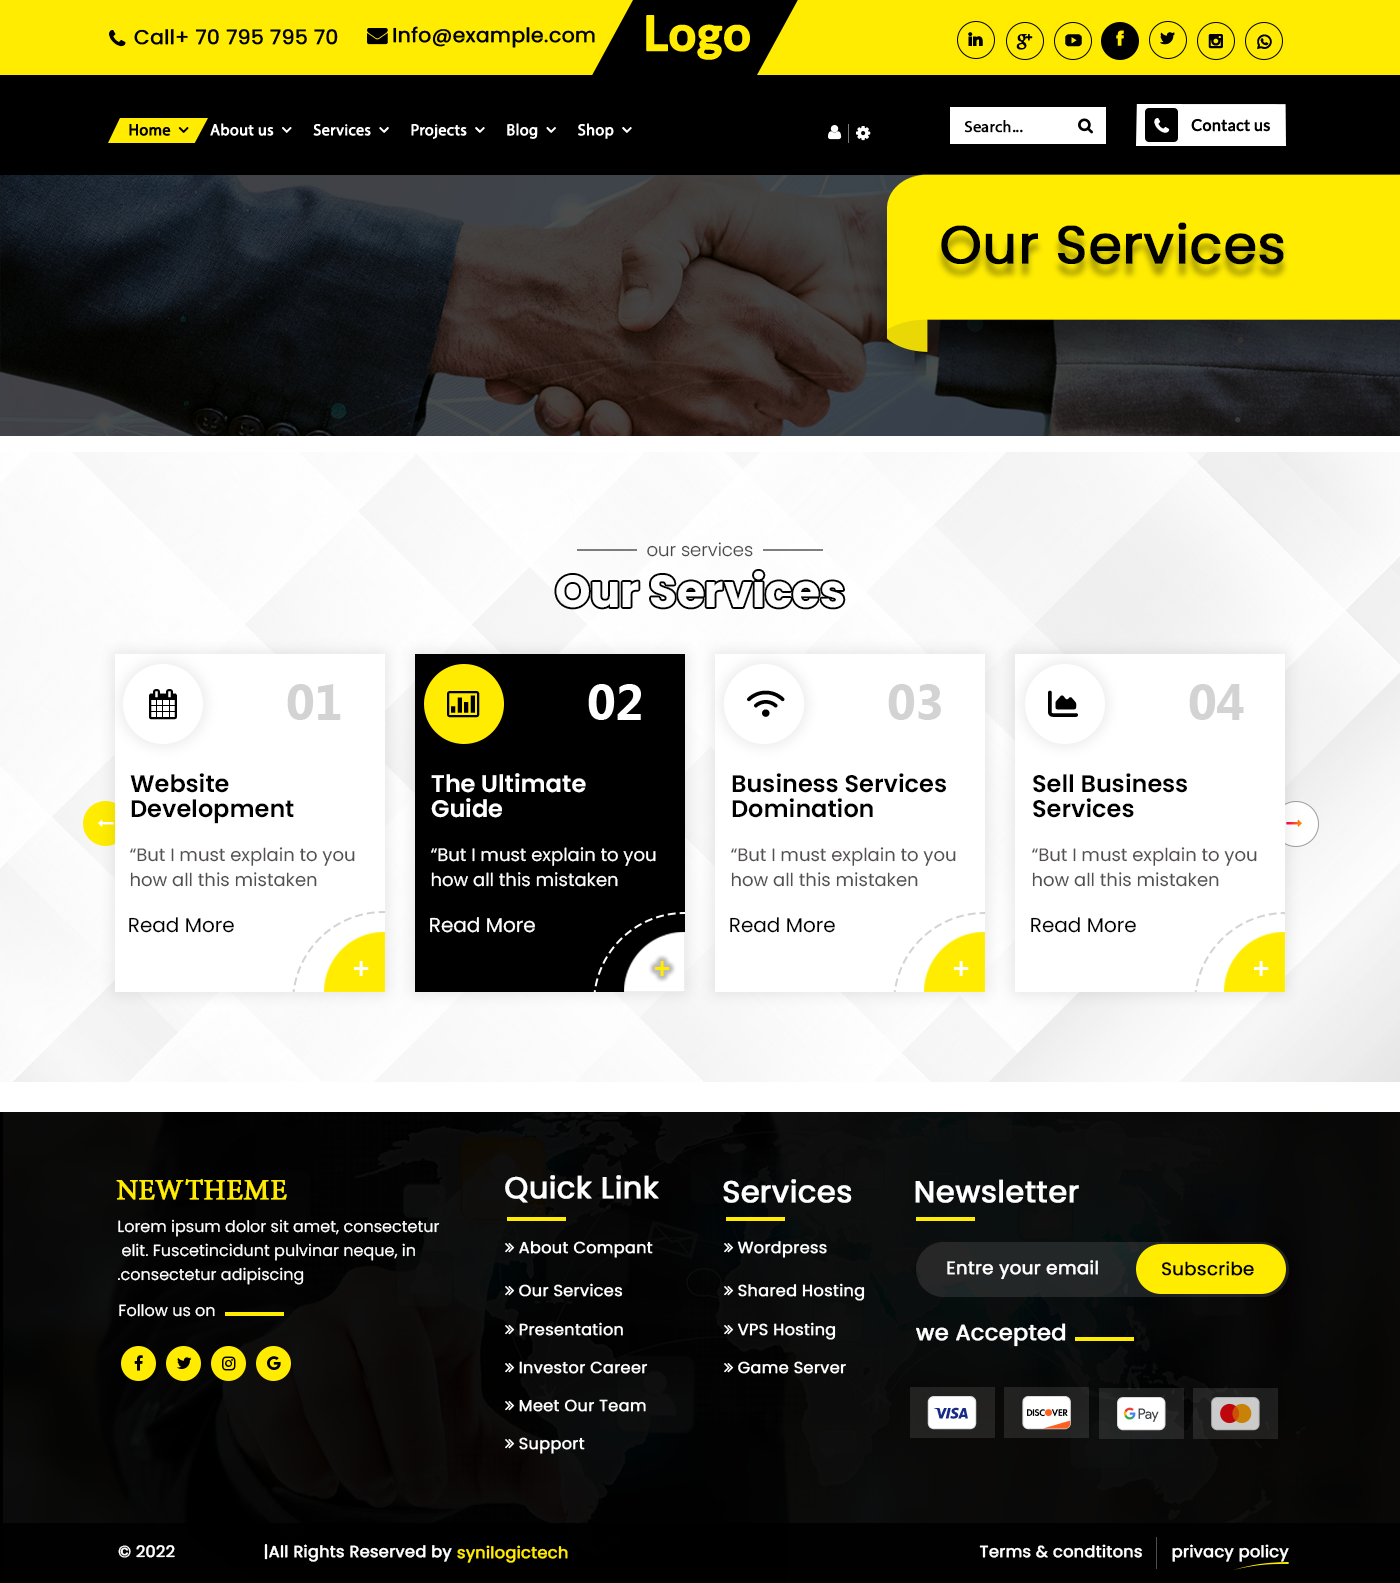 Call+ 70 795 795 70
Info@example.com
Logo
Home
About us
Services
Projects
Blog
Shop
Search...
Contact us
Our Services
our services
Our Services
01
Website
Development
“But I must explain to you
how all this mistaken
Read More
+
02
The Ultimate
Guide
“But I must explain to you
how all this mistaken
Read More
+
03
Business Services
Domination
“But I must explain to you
how all this mistaken
Read More
+
04
Sell Business
Services
“But I must explain to you
how all this mistaken
Read More
+
NEWTHEME
Lorem ipsum dolor sit amet, consectetur
elit. Fuscetincidunt pulvinar neque, in
.consectetur adipiscing
Follow us on
Quick Link
» About Compant
» Our Services
» Presentation
» Investor Career
» Meet Our Team
» Support
Services
» Wordpress
» Shared Hosting
» VPS Hosting
» Game Server
Newsletter
Entre your email
Subscribe
we Accepted
VISA
DISCOVER
G Pay
© 2022
|All Rights Reserved by synilogictech
Terms & condtitons
privacy policy